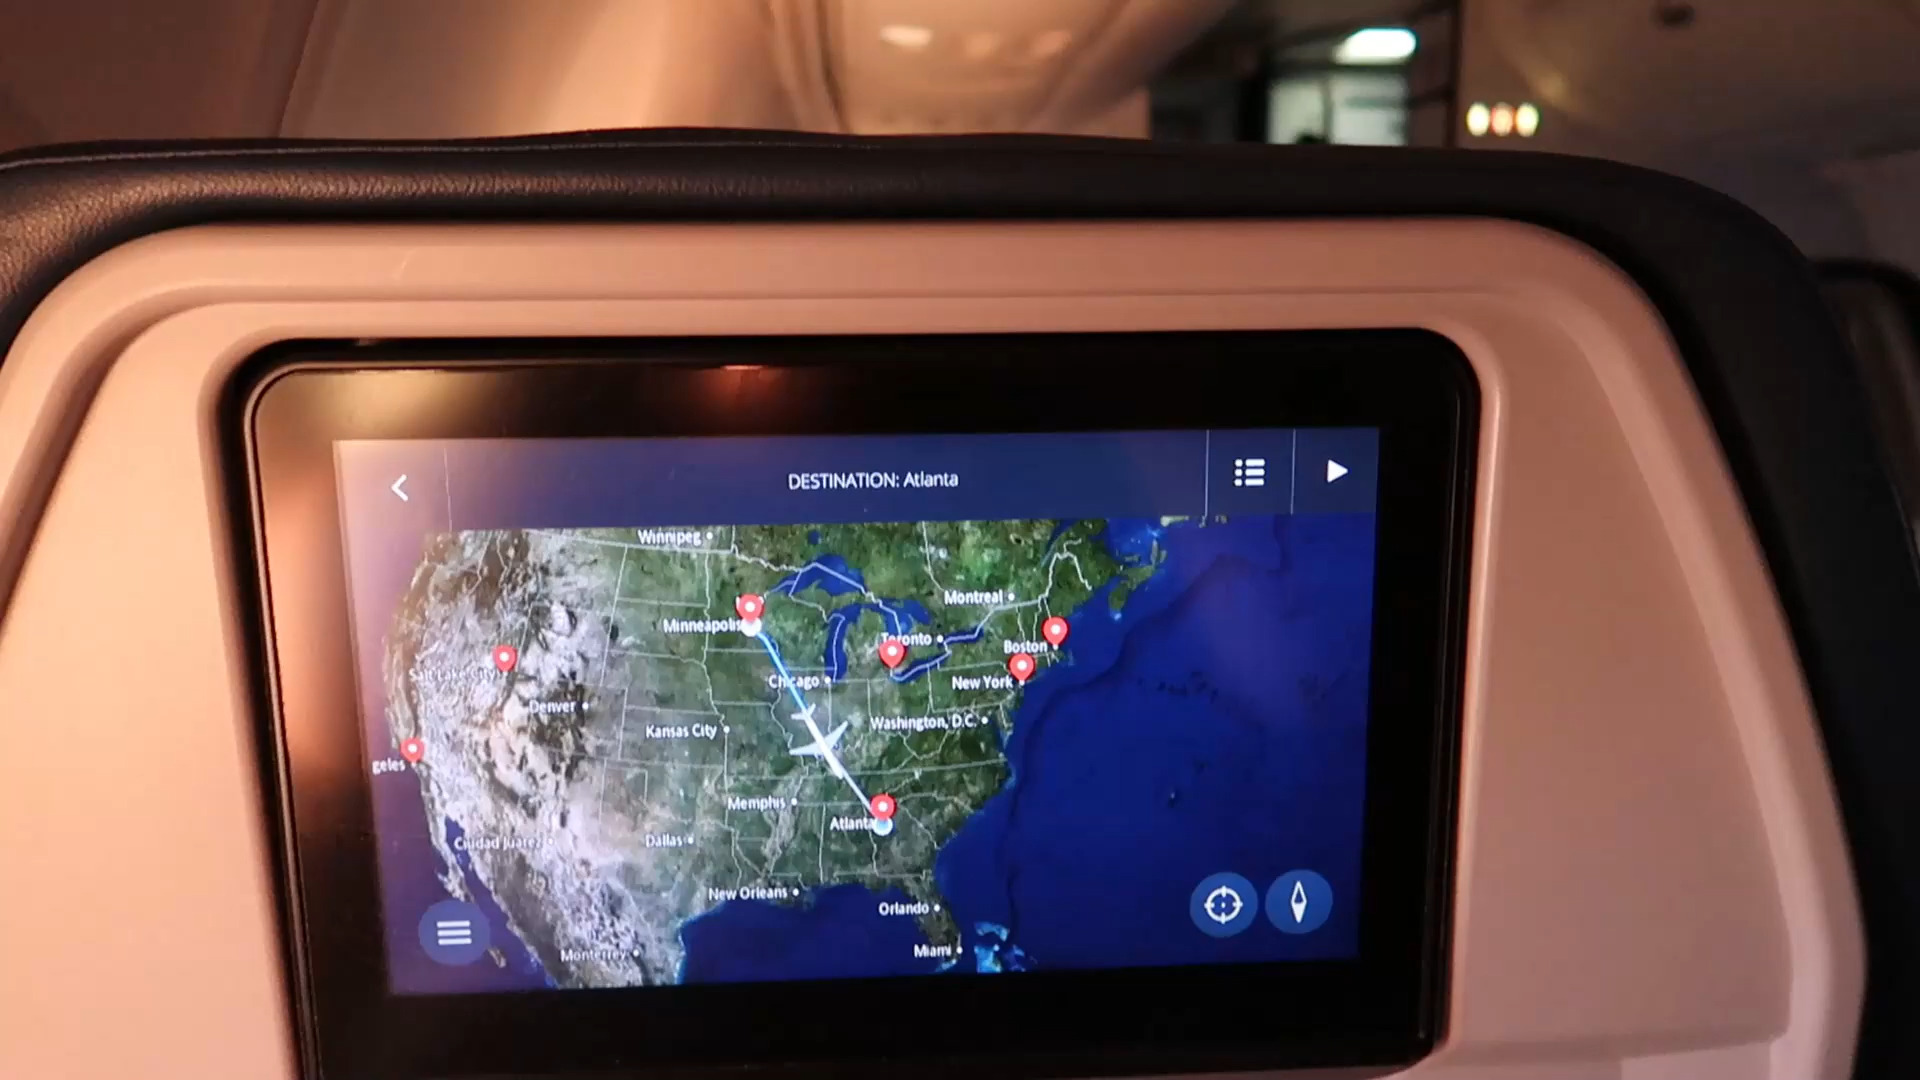 DESTINATION: Atlanta
Winnipeg
Montreal
Minneapolis
Toronto
Boston
Salt Lake City
Chicago
New York
Denver
Kansas City
Washington, D.C.
geles
Memphis
Atlanta
Ciudad Juarez
Dallas
New Orleans
Orlando
Monterrey
Miami